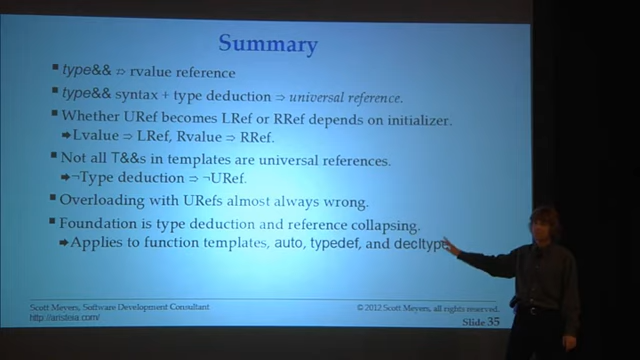 Summary
▪ type&& ⇒ rvalue reference
▪ type&& syntax + type deduction ⇒ universal reference.
▪ Whether URef becomes LRef or RRef depends on initializer.
➔Lvalue ⇒ LRef, Rvalue ⇒ RRef.
▪ Not all T&&s in templates are universal references.
➔¬Type deduction ⇒ ¬URef.
▪ Overloading with URefs almost always wrong.
▪ Foundation is type deduction and reference collapsing.
➔Applies to function templates, auto, typedef, and decltype
Scott Meyers, Software Development Consultant
© 2012 Scott Meyers, all rights reserved.
http://aristeia.com/
Slide 35